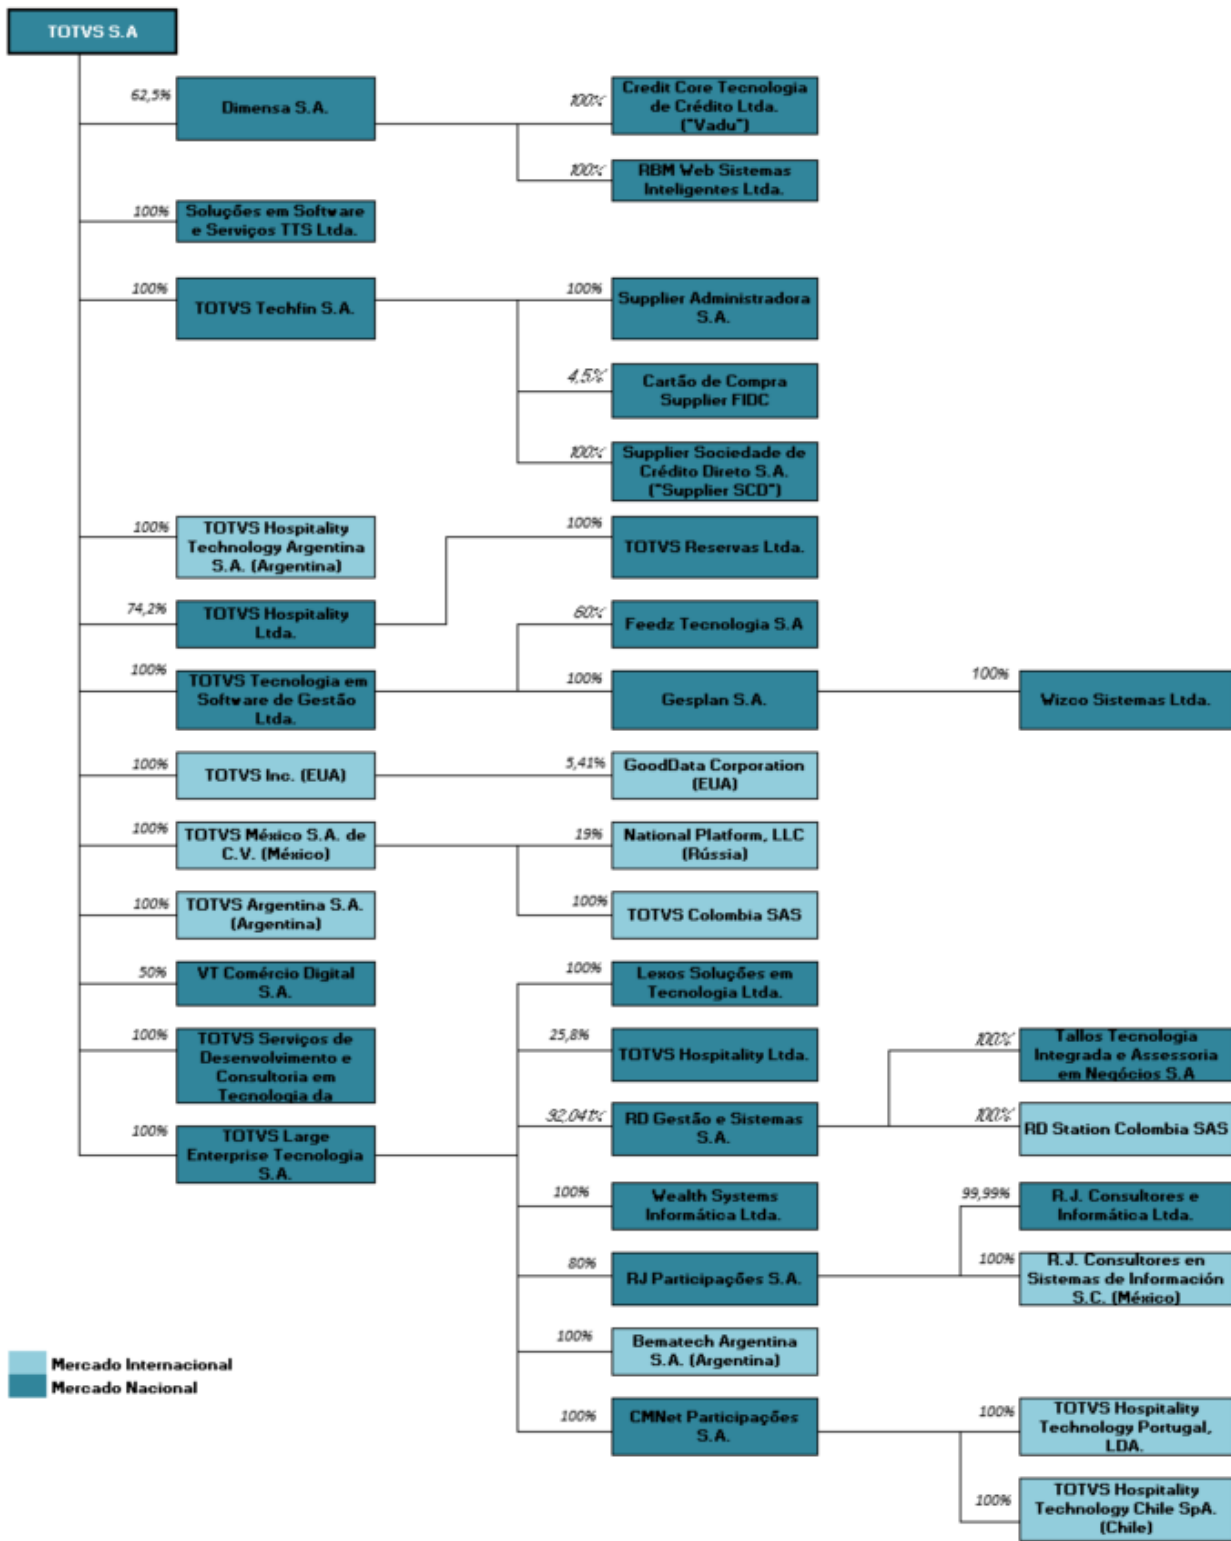 TOTVS S.A
62,5%
Dimensa S.A.
100%
Credit Core Tecnologia
de Crédito Ltda.
("Vadu")
100%
RBM Web Sistemas
Inteligentes Ltda.
100%
Soluções em Software
e Serviços TTS Ltda.
100%
TOTVS Techfin S.A.
100%
Supplier Administradora
S.A.
4,5%
Cartão de Compra
Supplier FIDC
100%
Supplier Sociedade de
Crédito Direto S.A.
("Supplier SCD")
100%
TOTVS Hospitality
Technology Argentina
S.A. (Argentina)
100%
TOTVS Reservas Ltda.
74,2%
TOTVS Hospitality
Ltda.
60%
Feedz Tecnologia S.A
100%
TOTVS Tecnologia em
Software de Gestão
Ltda.
100%
Gesplan S.A.
100%
Wizco Sistemas Ltda.
100%
TOTVS Inc. (EUA)
5,41%
GoodData Corporation
(EUA)
100%
TOTVS México S.A. de
C.V. (México)
19%
National Platform, LLC
(Rússia)
100%
TOTVS Argentina S.A.
(Argentina)
100%
TOTVS Colombia SAS
50%
VT Comércio Digital
S.A.
100%
Lexos Soluções em
Tecnologia Ltda.
100%
TOTVS Serviços de
Desenvolvimento e
Consultoria em
Tecnologia da
25,8%
TOTVS Hospitality Ltda.
100%
Tallos Tecnologia
Integrada e Assessoria
em Negócios S.A
100%
TOTVS Large
Enterprise Tecnologia
S.A.
92,041%
RD Gestão e Sistemas
S.A.
100%
RD Station Colombia SAS
100%
Wealth Systems
Informática Ltda.
99,99%
R.J. Consultores e
Informática Ltda.
80%
RJ Participações S.A.
100%
R.J. Consultores en
Sistemas de Información
S.C. (México)
100%
Bematech Argentina
S.A. (Argentina)
Mercado Internacional
Mercado Nacional
100%
CMNet Participações
S.A.
100%
TOTVS Hospitality
Technology Portugal,
LDA.
100%
TOTVS Hospitality
Technology Chile SpA.
(Chile)